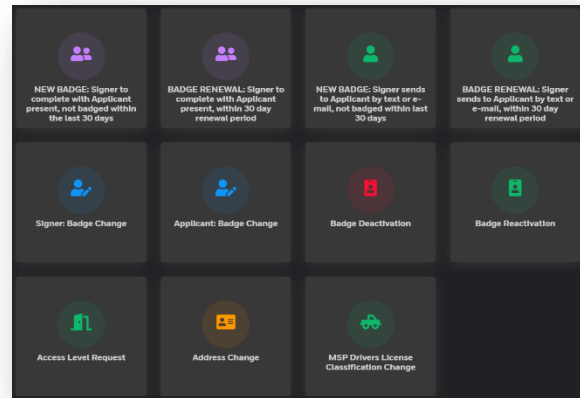 NEW BADGE: Signer to
complete with Applicant
present, not badged within
the last 30 days
BADGE RENEWAL: Signer to
complete with Applicant
present, within 30 day
renewal period
NEW BADGE: Signer sends
to Applicant by text or e-
mail, not badged within last
30 days
BADGE RENEWAL: Signer
sends to Applicant by text or
e-mail, within 30 day
renewal period
Signer: Badge Change
Applicant: Badge Change
Badge Deactivation
Badge Reactivation
Access Level Request
Address Change
MSP Drivers License
Classification Change